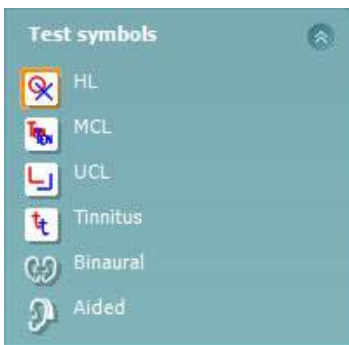 Test symbols
HL
MCL
UCL
Tinnitus
Binaural
Aided